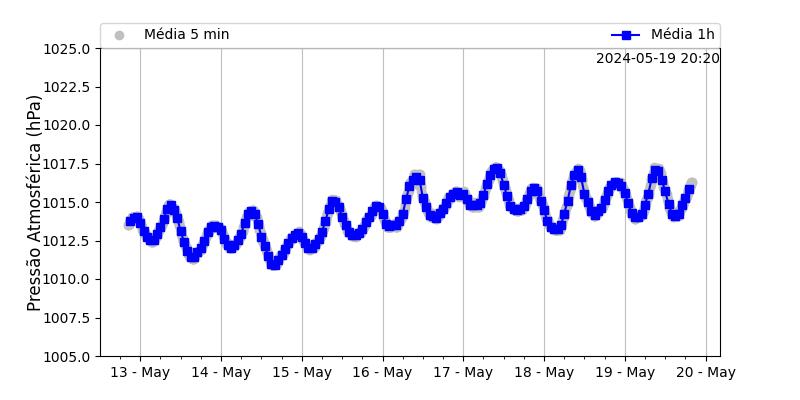 Média 5 min
Média 1h
2024-05-19 20:20
Pressão Atmosférica (hPa)
1025.0
1022.5
1020.0
1017.5
1015.0
1012.5
1010.0
1007.5
1005.0
13 - May
14 - May
15 - May
16 - May
17 - May
18 - May
19 - May
20 - May